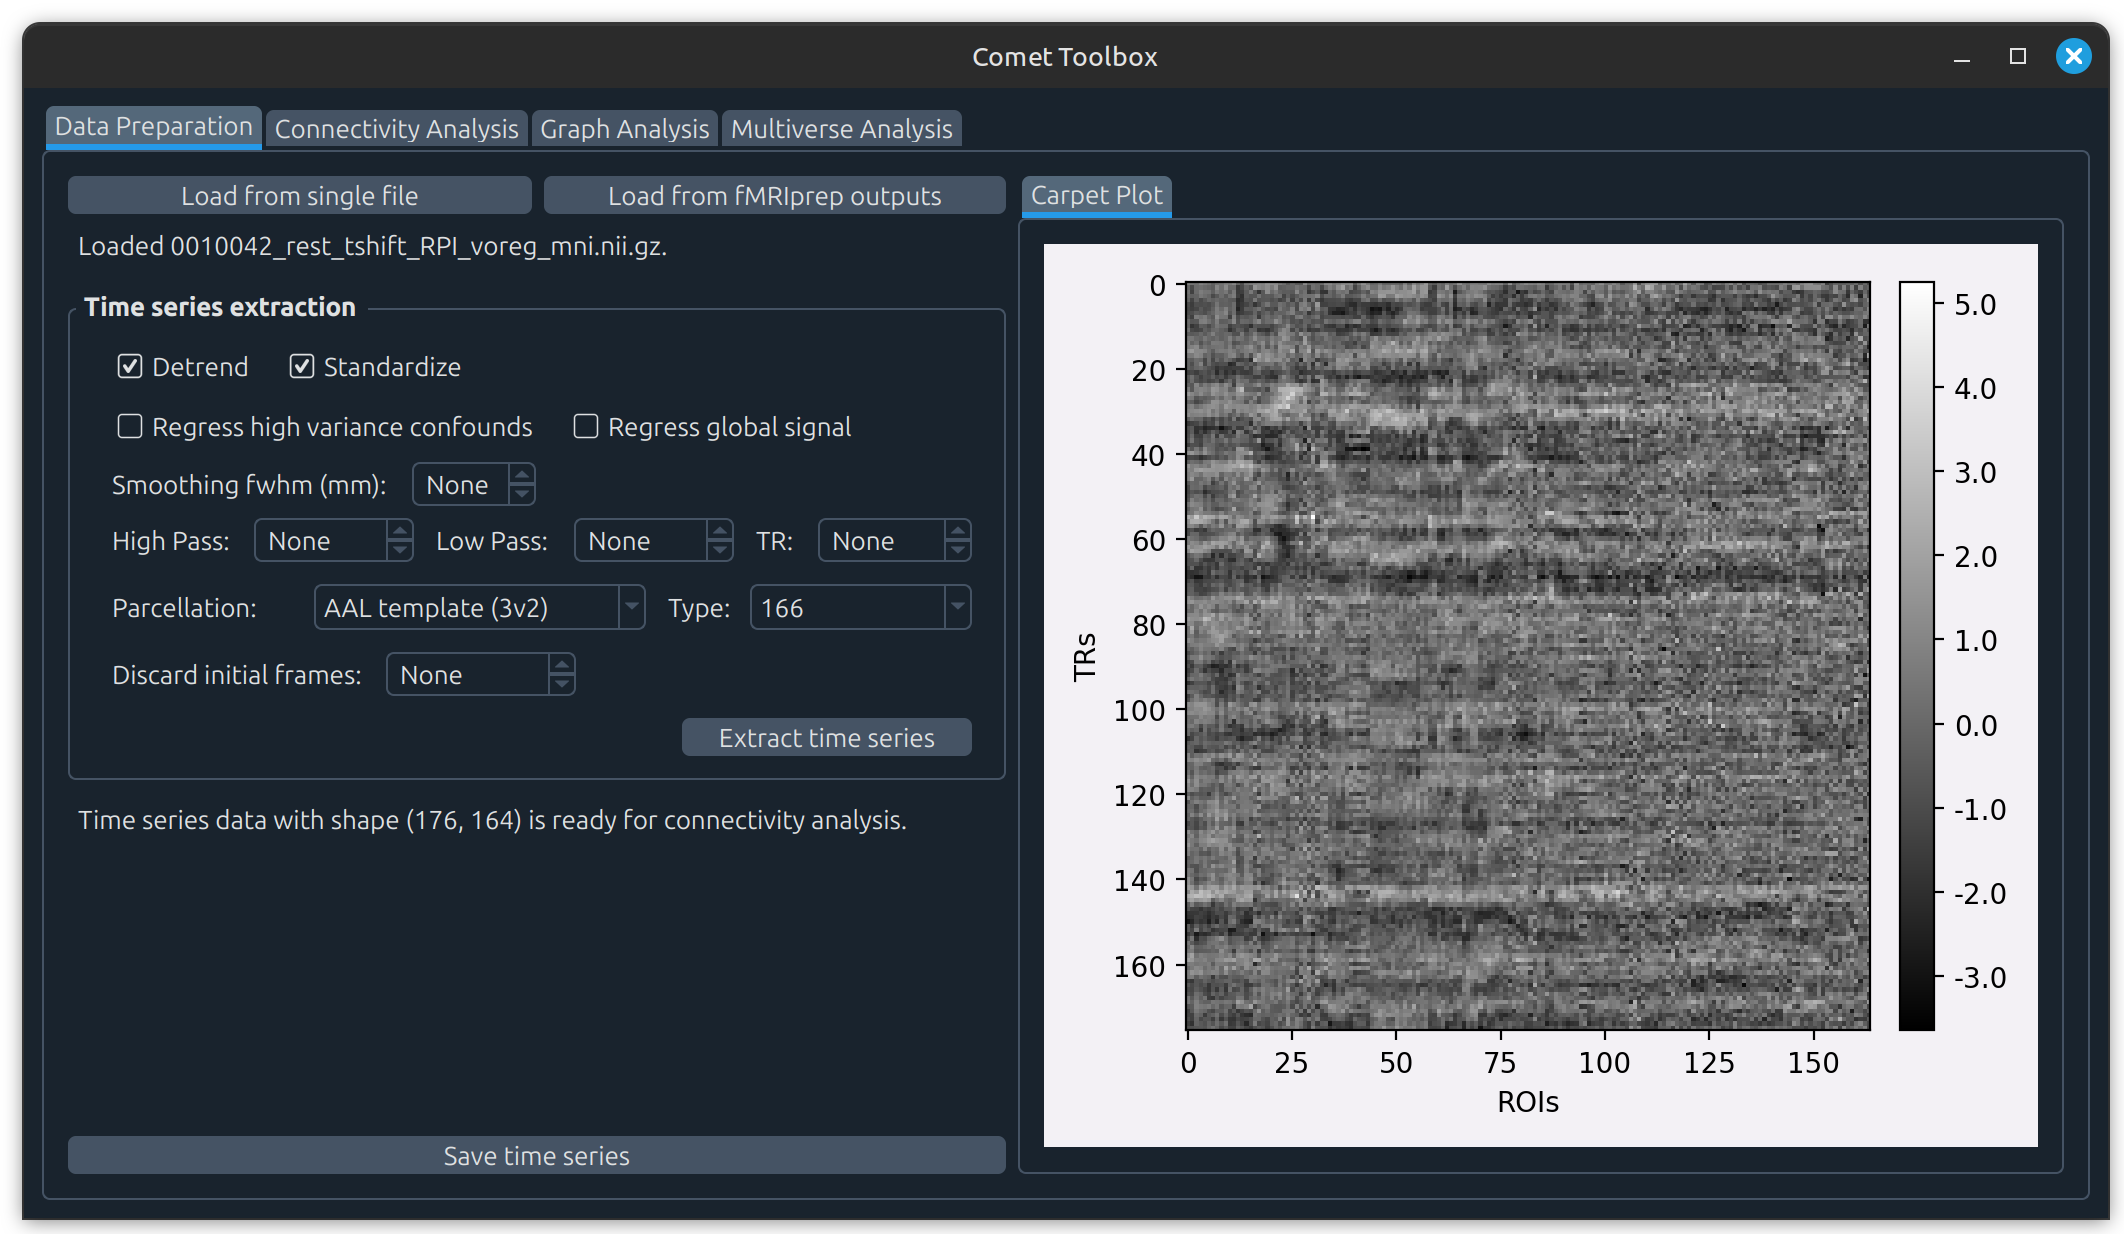 Comet Toolbox
Data Preparation
Connectivity Analysis
Graph Analysis
Multiverse Analysis
Load from single file
Load from fMRIprep outputs
Loaded 0010042_rest_tshift_RPI_voreg_mni.nii.gz.
Time series extraction
Detrend
Standardize
Regress high variance confounds
Regress global signal
Smoothing fwhm (mm):
None
High Pass:
None
Low Pass:
None
TR:
None
Parcellation:
AAL template (3v2)
Type:
166
Discard initial frames:
None
Extract time series
Time series data with shape (176, 164) is ready for connectivity analysis.
Save time series
Carpet Plot
TRs
0
20
40
60
80
100
120
140
160
0
25
50
75
100
125
150
ROIs
5.0
4.0
3.0
2.0
1.0
0.0
-1.0
-2.0
-3.0